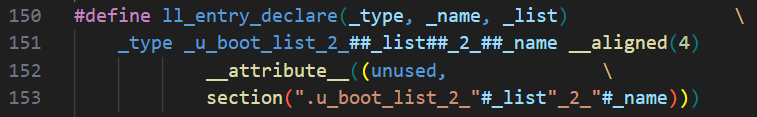 150 #define ll_entry_declare(_type, _name, _list) \
151 _type _u_boot_list_2_##_list##_2_##_name __aligned(4)
152 __attribute__((unused, \
153 section(".u_boot_list_2_"#_list"_2_"#_name)))